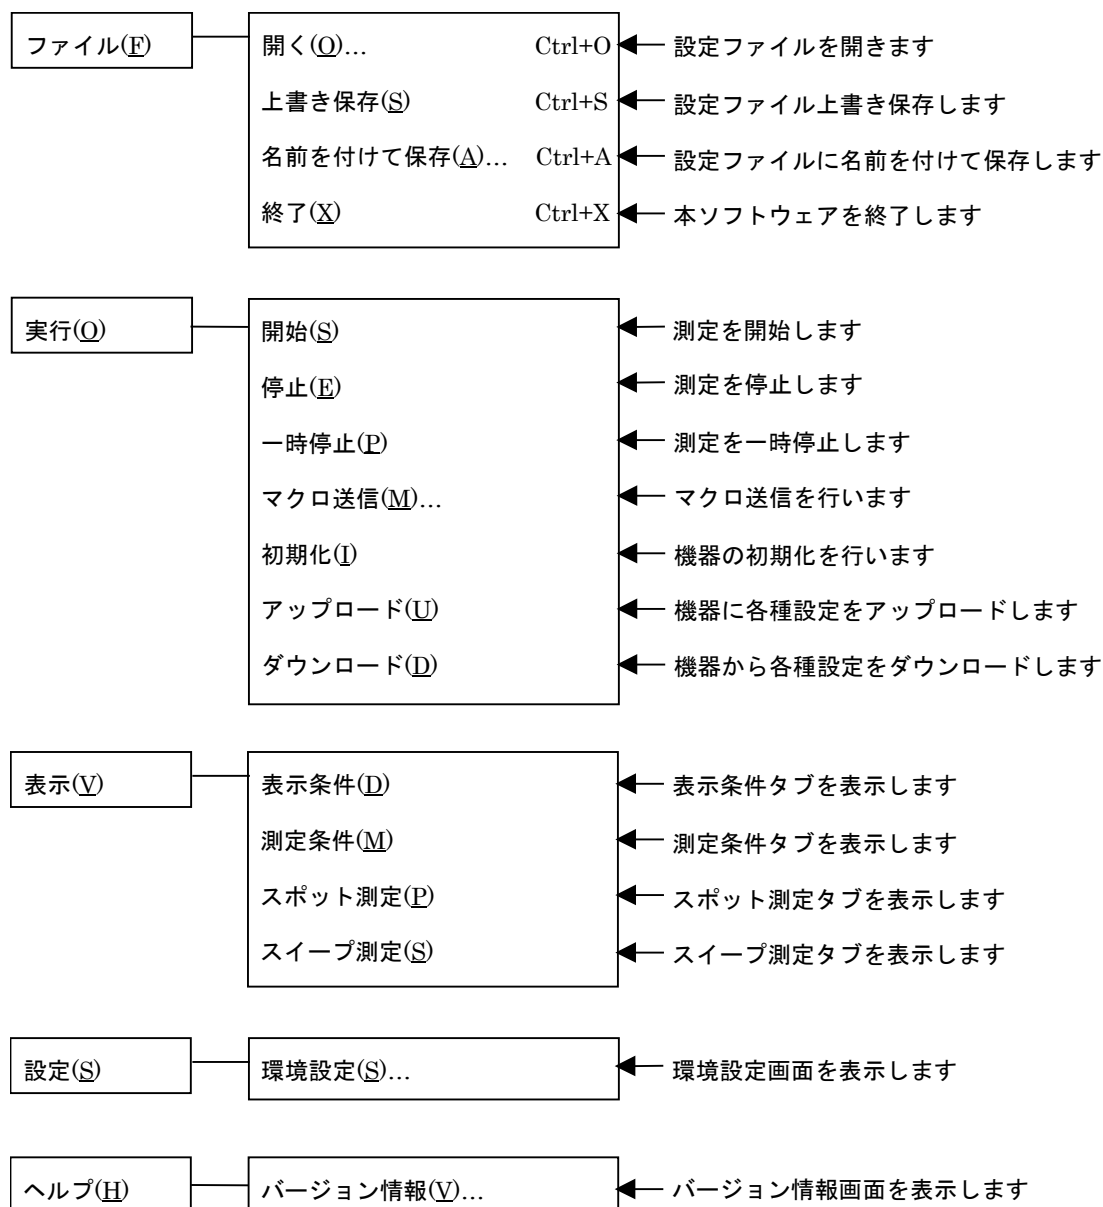 ファイル(F)
開く(O)... Ctrl+O 設定ファイルを開きます
上書き保存(S) Ctrl+S 設定ファイル上書き保存します
名前を付けて保存(A)... Ctrl+A 設定ファイルに名前を付けて保存します
終了(X) Ctrl+X 本ソフトウェアを終了します
実行(O)
開始(S) 測定を開始します
停止(E) 測定を停止します
一時停止(P) 測定を一時停止します
マクロ送信(M)... マクロ送信を行います
初期化(I) 機器の初期化を行います
アップロード(U) 機器に各種設定をアップロードします
ダウンロード(D) 機器から各種設定をダウンロードします
表示(V)
表示条件(D) 表示条件タブを表示します
測定条件(M) 測定条件タブを表示します
スポット測定(P) スポット測定タブを表示します
スイープ測定(S) スイープ測定タブを表示します
設定(S)
環境設定(S)... 環境設定画面を表示します
ヘルプ(H)
バージョン情報(V)... バージョン情報画面を表示します